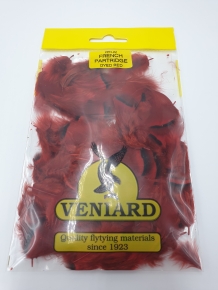 FRENCH
PARTRIDGE
DYED RED
VENIARD
Quality flytying materials
since 1923